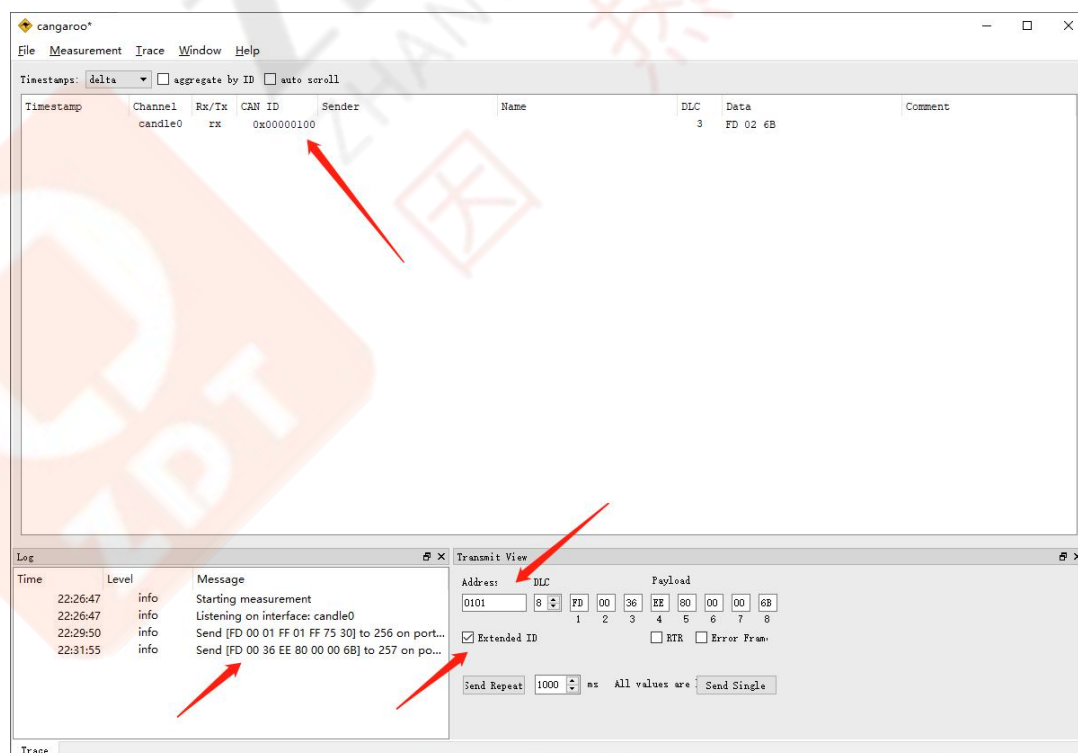 cangaroo*
File Measurement Trace Window Help
Timestamps: delta aggregate by ID auto scroll
Timestamp Channel Rx/Tx CAN ID Sender Name DLC Data Comment
candle0 rx 0x00000100 3 FD 02 6B
Log
Time Level Message
22:26:47 info Starting measurement
22:26:47 info Listening on interface: candle0
22:29:50 info Send [FD 00 01 FF 01 FF 75 30] to 256 on port...
22:31:55 info Send [FD 00 36 EE 80 00 00 6B] to 257 on po...
Transmit View
Addres: DLC Payload
0101 8 FD 00 36 EE 80 00 00 6B
1 2 3 4 5 6 7 8
Extended ID RTR Error Fram
Send Repeat 1000 ms All values are Send Single
Trace
ZDT